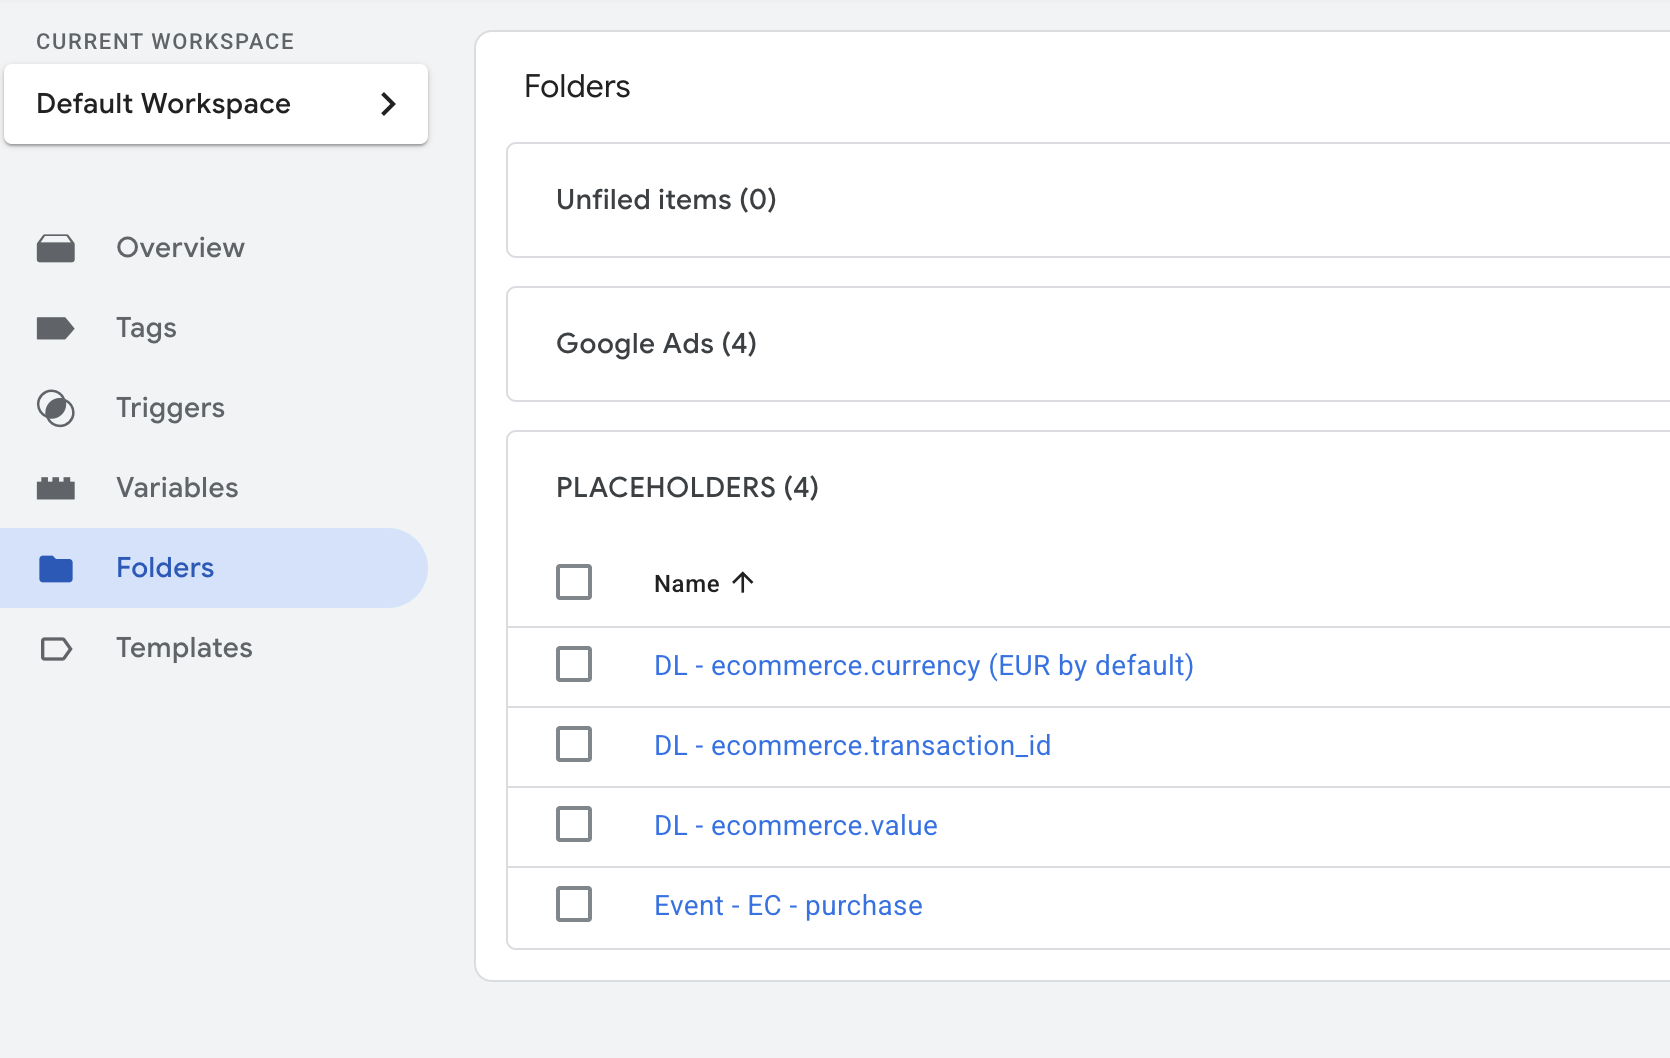 CURRENT WORKSPACE
Default Workspace
Overview
Tags
Triggers
Variables
Folders
Templates
Folders
Unfiled items (0)
Google Ads (4)
PLACEHOLDERS (4)
Name
DL - ecommerce.currency (EUR by default)
DL - ecommerce.transaction_id
DL - ecommerce.value
Event - EC - purchase